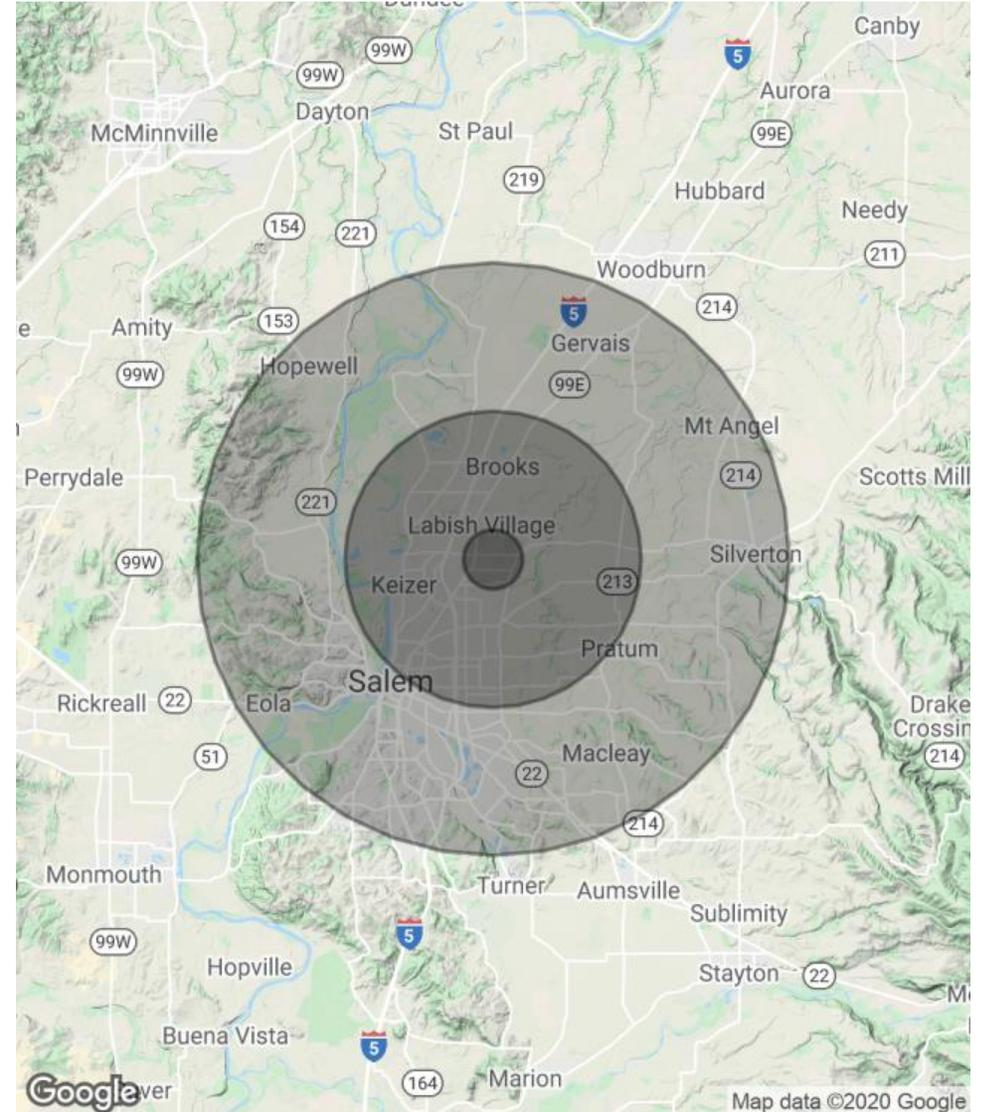 Canby
5
99W
99W
Aurora
Dayton
McMinnville
St Paul
99E
219
Hubbard
Needy
154
221
211
Woodburn
214
5
153
Amity
Gervais
Hopewell
99W
99E
Mt Angel
Brooks
214
Perrydale
Scotts Mill
221
Labish Village
Silverton
99W
Keizer
213
Pratum
Salem
Rickreall
22
Eola
Drake
Crossin
Macleay
51
22
214
214
Monmouth
Turner
Aumsville
Sublimity
5
99W
Hopville
Stayton
22
Buena Vista
5
Marion
164
Google
Map data ©2020 Google